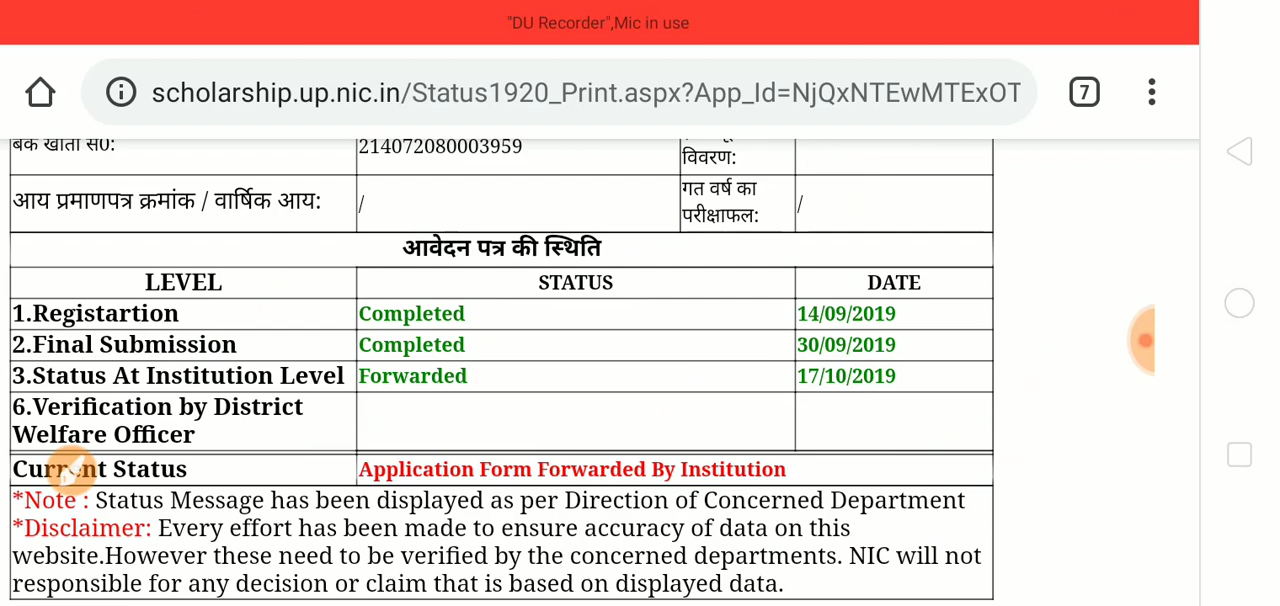 "DU Recorder",Mic in use
scholarship.up.nic.in/Status1920_Print.aspx?App_Id=NjQxNTEwMTExOT
7
बैंक खाता सं0:
214072080003959
विवरण:
आय प्रमाणपत्र क्रमांक / वार्षिक आय:
/
गत वर्ष का
परीक्षाफल:
/
आवेदन पत्र की स्थिति
LEVEL STATUS DATE
1.Registartion Completed 14/09/2019
2.Final Submission Completed 30/09/2019
3.Status At Institution Level Forwarded 17/10/2019
6.Verification by District
Welfare Officer
Current Status Application Form Forwarded By Institution
*Note : Status Message has been displayed as per Direction of Concerned Department
*Disclaimer: Every effort has been made to ensure accuracy of data on this
website.However these need to be verified by the concerned departments. NIC will not
responsible for any decision or claim that is based on displayed data.